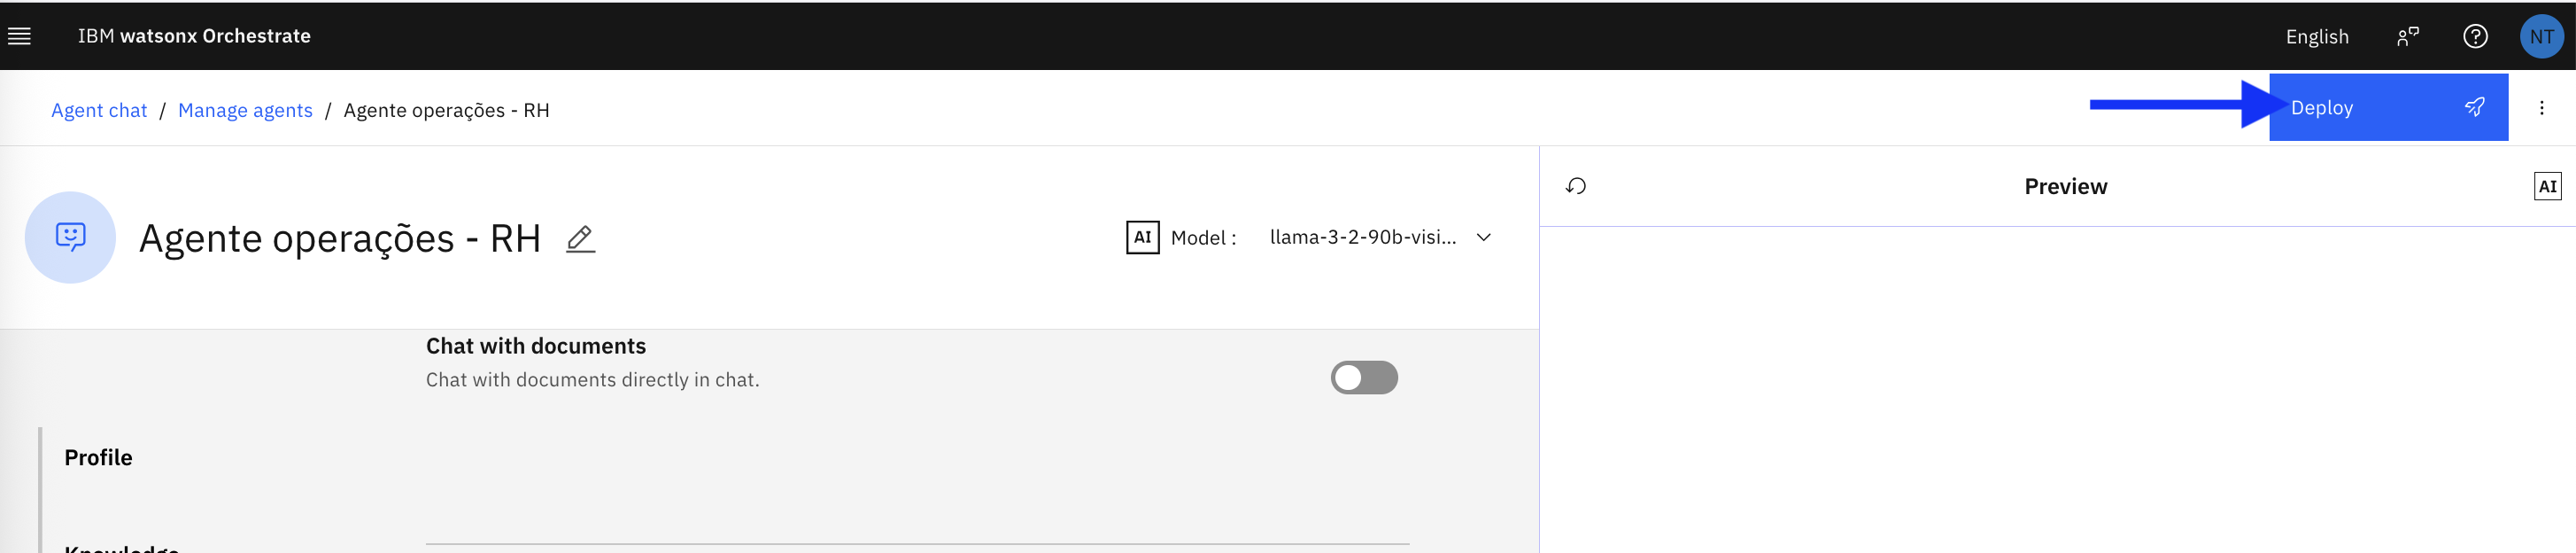 IBM watsonx Orchestrate
English
NT
Agent chat / Manage agents / Agente operações - RH
Deploy
Agente operações - RH
AI Model : llama-3-2-90b-visi...
Preview
AI
Chat with documents
Chat with documents directly in chat.
Profile
Knowledge